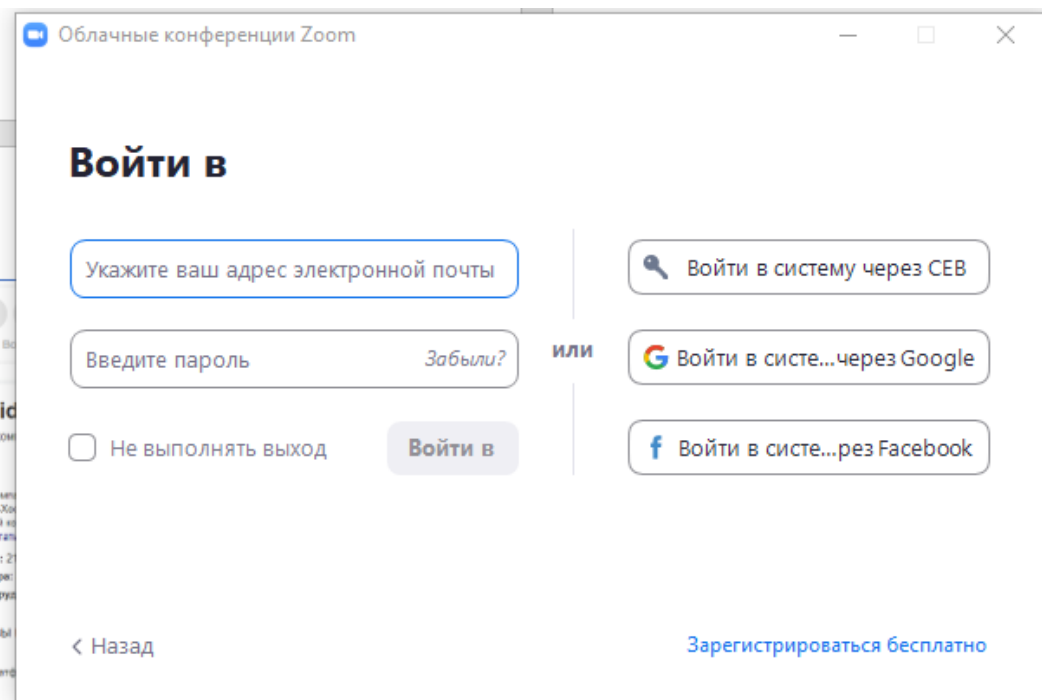 Облачные конференции Zoom
Войти в
Укажите ваш адрес электронной почты
Введите пароль
Забыли?
Не выполнять выход
Войти в
или
Войти в систему через СЕВ
Войти в систе...через Google
Войти в систе...рез Facebook
Назад
Зарегистрироваться бесплатно